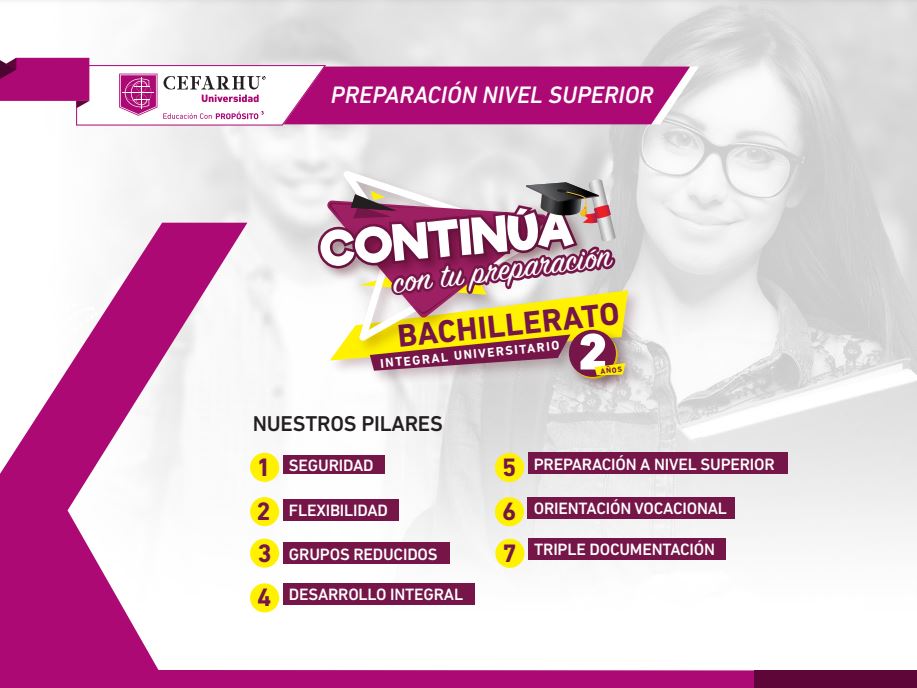 CEFARHU®
Universidad
Educación Con PROPÓSITO³
PREPARACIÓN NIVEL SUPERIOR
CONTINÚA
con tu preparación
BACHILLERATO
INTEGRAL UNIVERSITARIO
2
AÑOS
NUESTROS PILARES
1 SEGURIDAD
2 FLEXIBILIDAD
3 GRUPOS REDUCIDOS
4 DESARROLLO INTEGRAL
5 PREPARACIÓN A NIVEL SUPERIOR
6 ORIENTACIÓN VOCACIONAL
7 TRIPLE DOCUMENTACIÓN